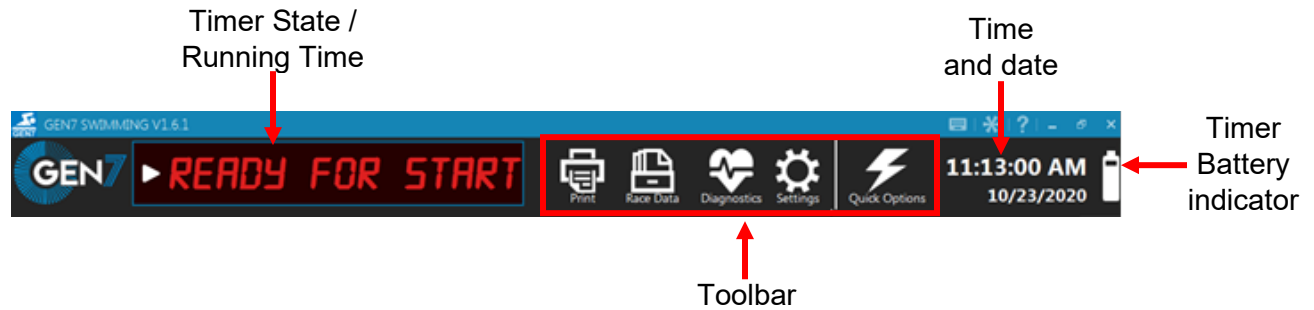 Timer State /
Running Time
Time
and date
GEN7 SWIMMING V1.6.1
GEN7
GEN7
READY FOR START
Print
Race Data
Diagnostics
Settings
Quick Options
?
11:13:00 AM
10/23/2020
Timer
Battery
indicator
Toolbar